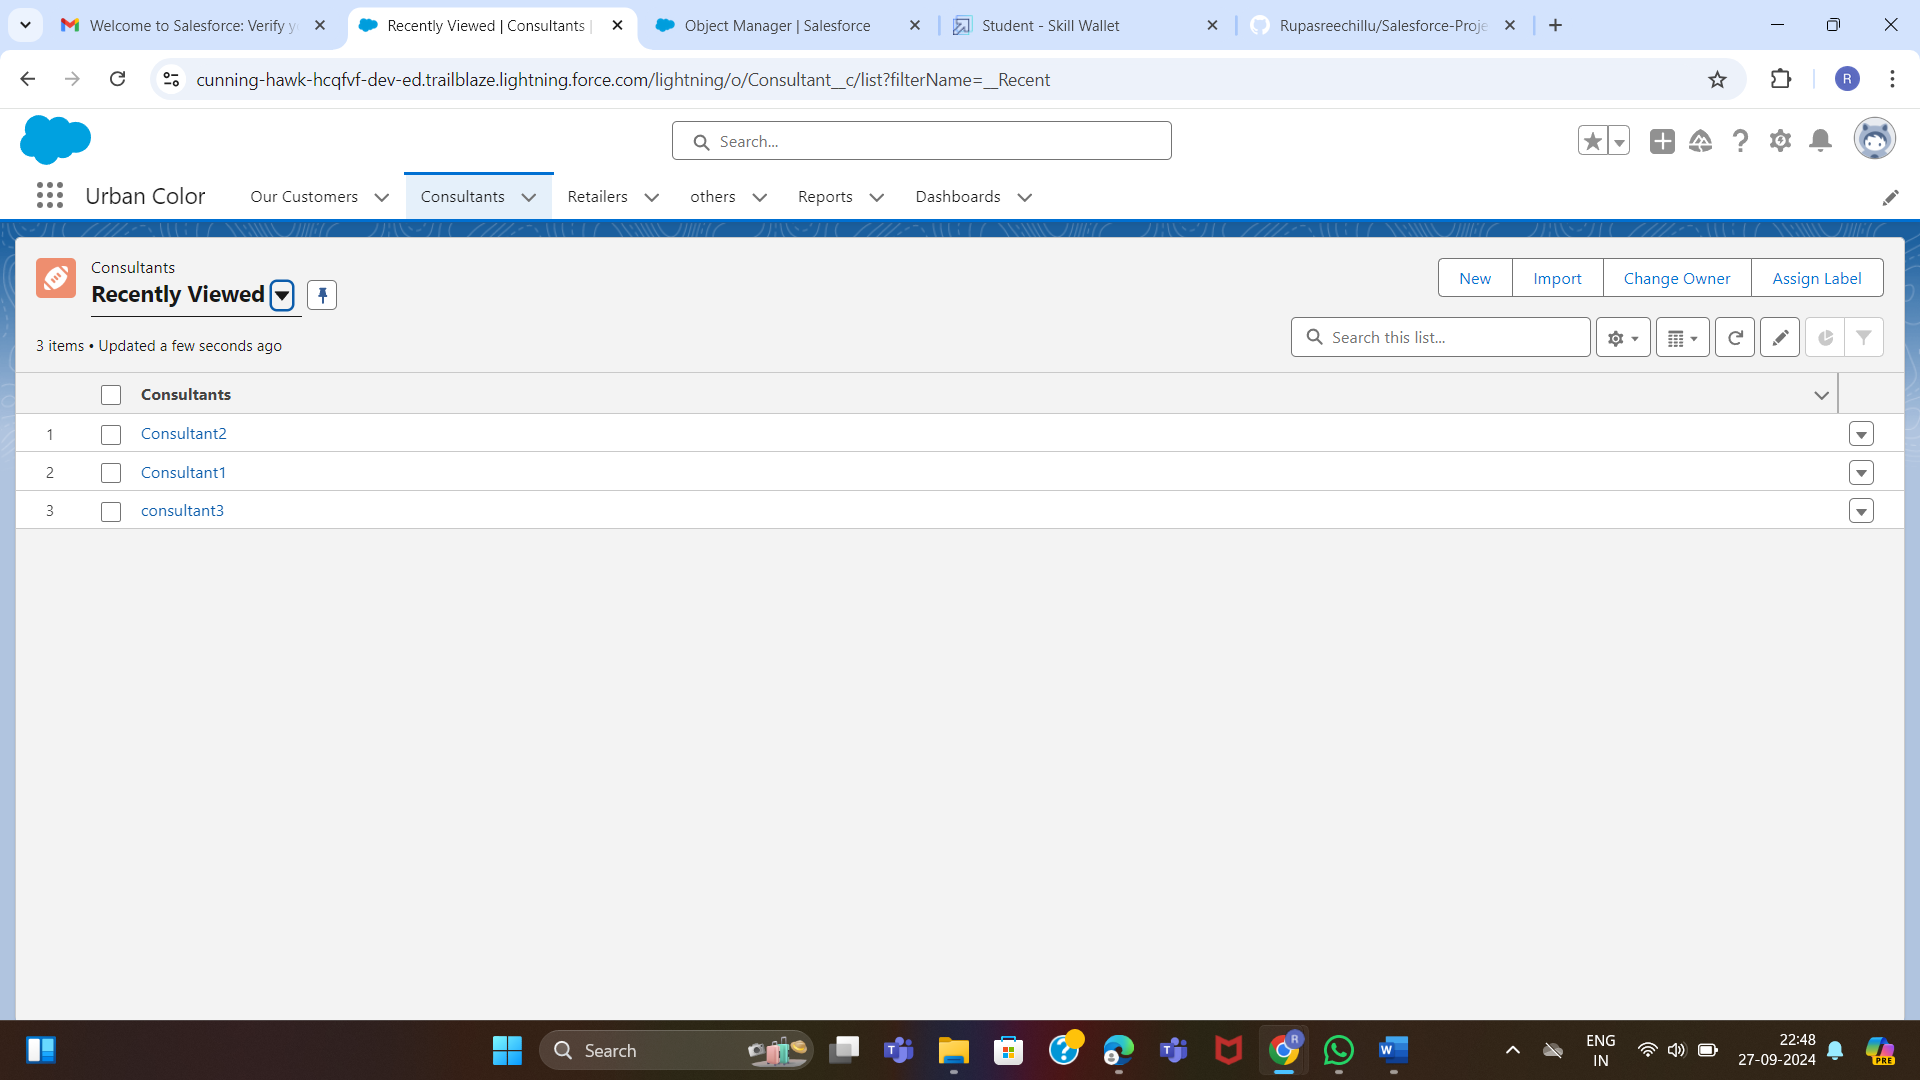 Welcome to Salesforce: Verify y
Recently Viewed | Consultants |
Object Manager | Salesforce
Student - Skill Wallet
Rupasreechillu/Salesforce-Proje
cunning-hawk-hcqfvf-dev-ed.trailblaze.lightning.force.com/lightning/o/Consultant__c/list?filterName=__Recent
R
Search...
Urban Color
Our Customers
Consultants
Retailers
others
Reports
Dashboards
Consultants
Recently Viewed
New
Import
Change Owner
Assign Label
3 items • Updated a few seconds ago
Search this list...
Consultants
1
Consultant2
2
Consultant1
3
consultant3
Search
R
ENG
IN
22:48
27-09-2024
PRE